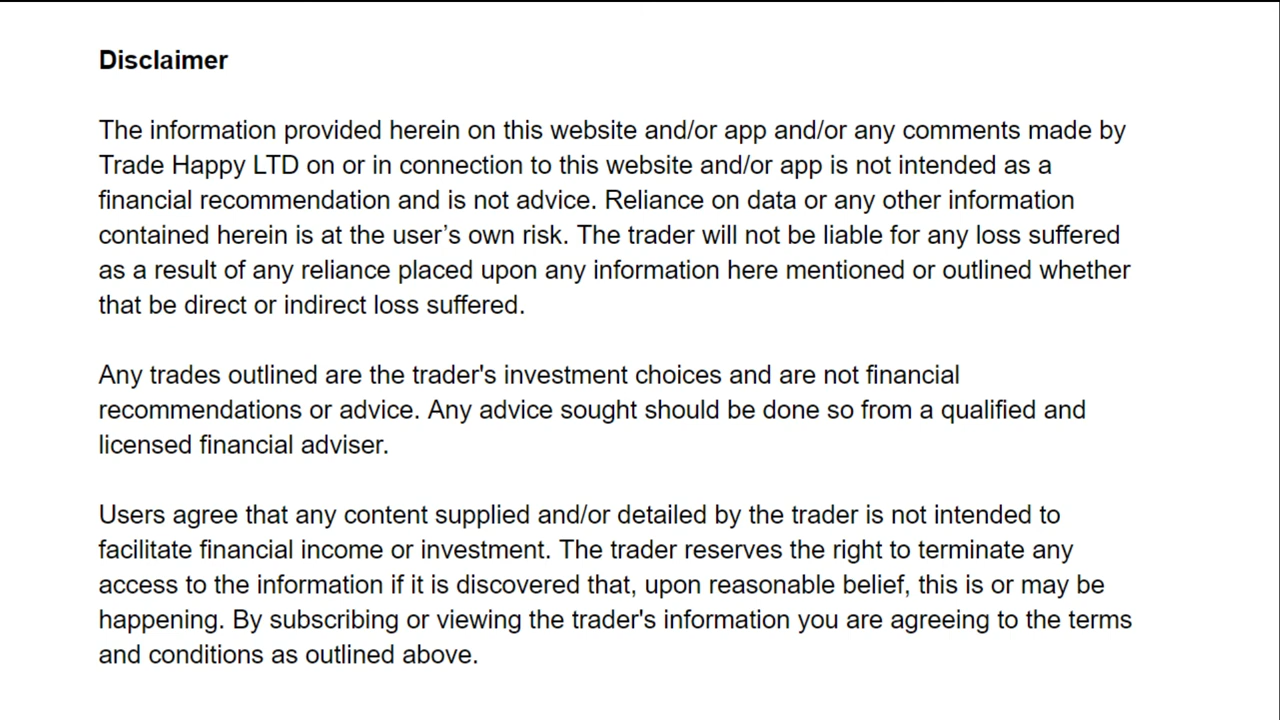 Disclaimer
The information provided herein on this website and/or app and/or any comments made by
Trade Happy LTD on or in connection to this website and/or app is not intended as a
financial recommendation and is not advice. Reliance on data or any other information
contained herein is at the user’s own risk. The trader will not be liable for any loss suffered
as a result of any reliance placed upon any information here mentioned or outlined whether
that be direct or indirect loss suffered.
Any trades outlined are the trader's investment choices and are not financial
recommendations or advice. Any advice sought should be done so from a qualified and
licensed financial adviser.
Users agree that any content supplied and/or detailed by the trader is not intended to
facilitate financial income or investment. The trader reserves the right to terminate any
access to the information if it is discovered that, upon reasonable belief, this is or may be
happening. By subscribing or viewing the trader's information you are agreeing to the terms
and conditions as outlined above.